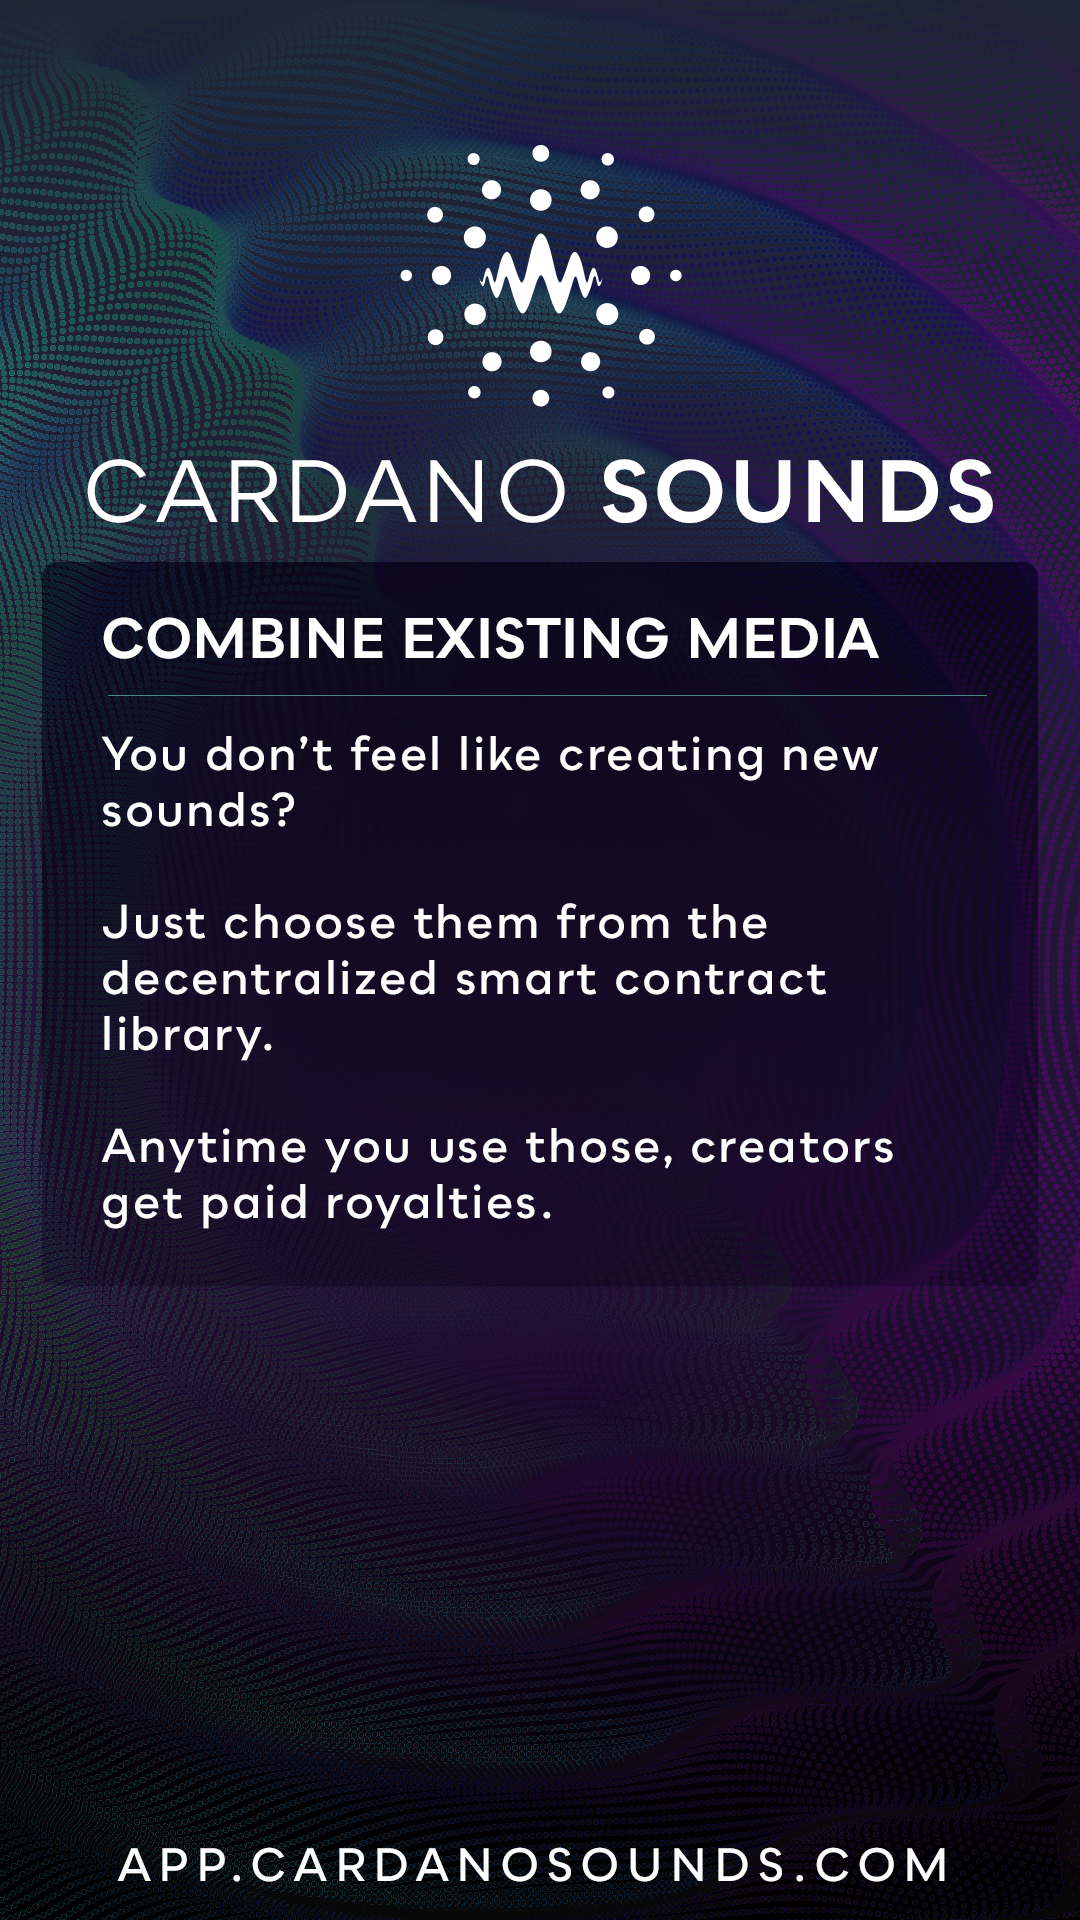 CARDANO SOUNDS
COMBINE EXISTING MEDIA
You don’t feel like creating new
sounds?
Just choose them from the
decentralized smart contract
library.
Anytime you use those, creators
get paid royalties.
APP.CARDANOSOUNDS.COM